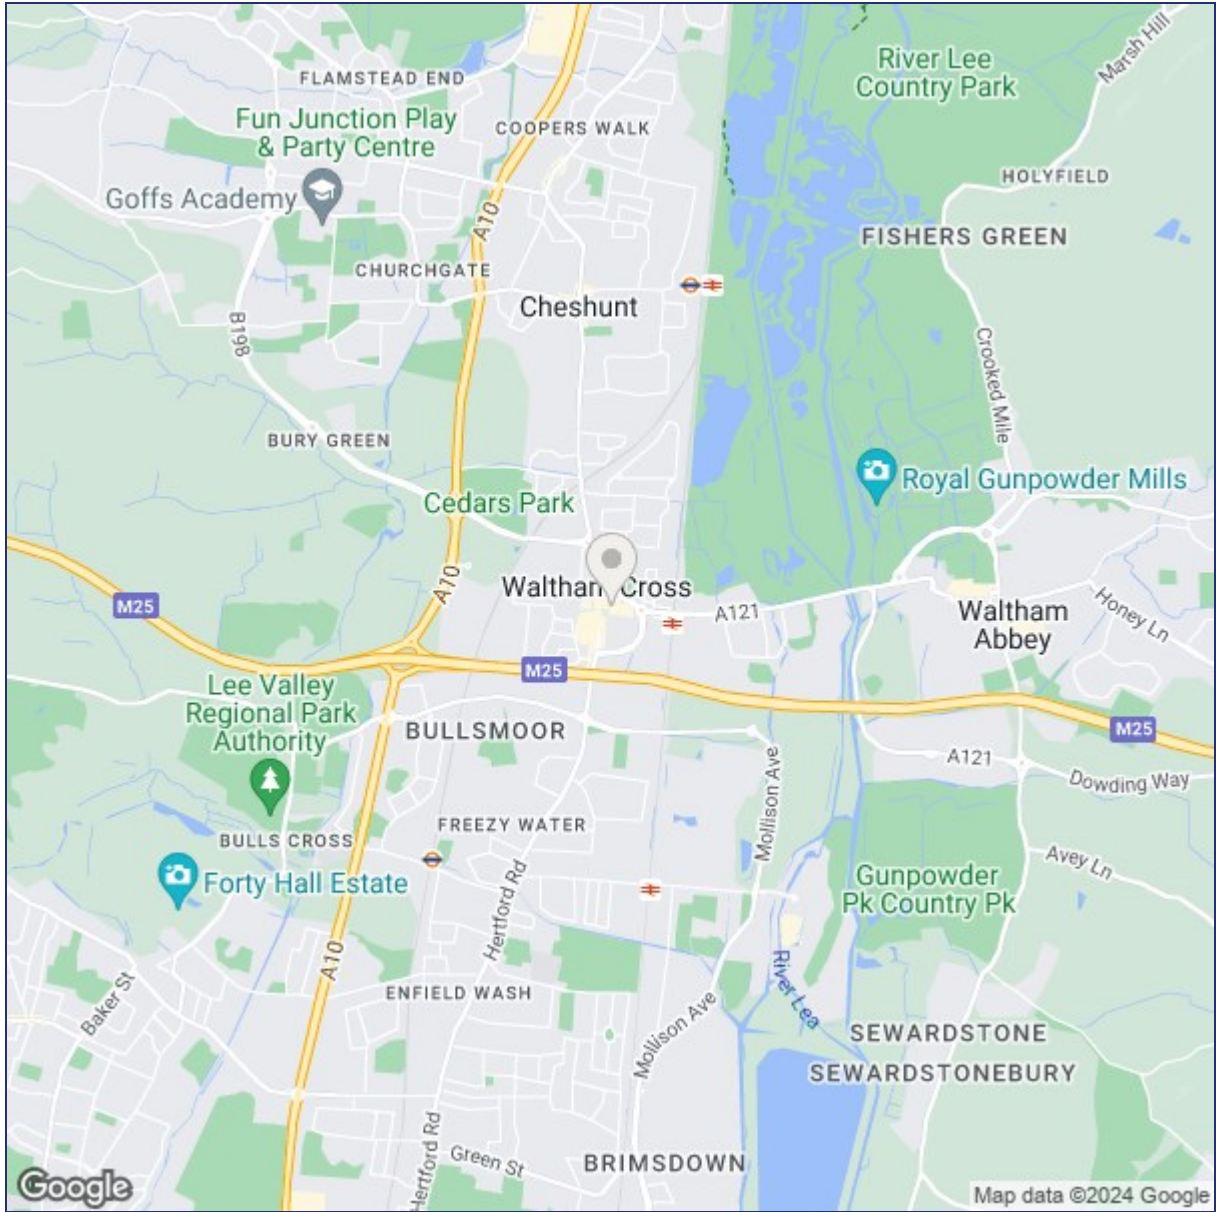 River Lee
Country Park
Marsh Hill
FLAMSTEAD END
Fun Junction Play
& Party Centre
COOPERS WALK
Goffs Academy
HOLYFIELD
A10
FISHERS GREEN
CHURCHGATE
Cheshunt
B198
Crooked Mile
BURY GREEN
Royal Gunpowder Mills
Cedars Park
A10
Waltham Cross
M25
A121
Waltham
Abbey
Honey Ln
M25
Lee Valley
Regional Park
Authority
BULLSMOOR
M25
A121
Dowding Way
Mollison Ave
FREEZY WATER
BULLS CROSS
Avey Ln
Forty Hall Estate
Gunpowder
Pk Country Pk
Hertford Rd
A10
River Lea
Baker St
ENFIELD WASH
Mollison Ave
SEWARDSTONE
SEWARDSTONEBURY
Hertford Rd
Green St
BRIMSDOWN
Google
Map data ©2024 Google